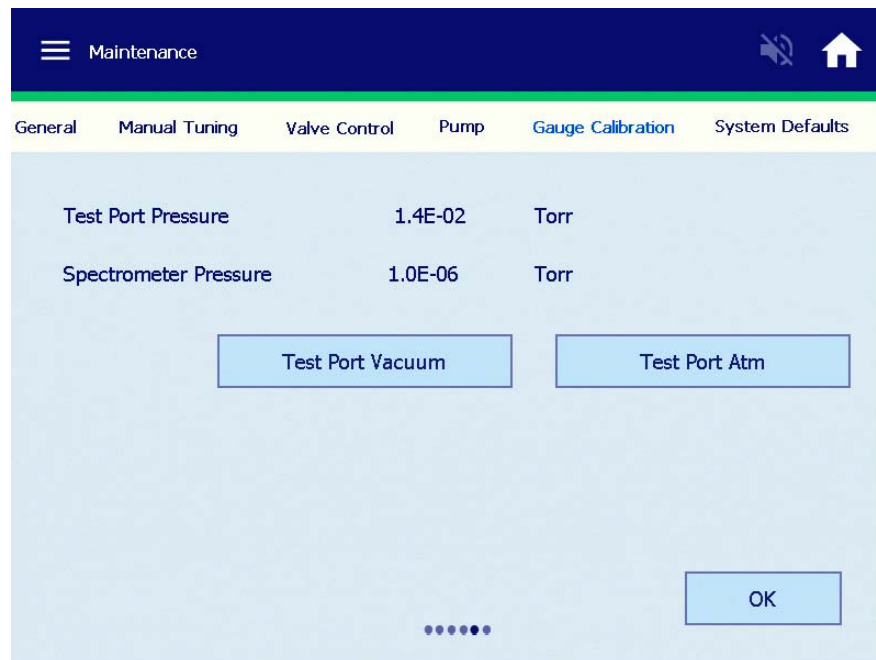 Maintenance
General Manual Tuning Valve Control Pump Gauge Calibration System Defaults
Test Port Pressure 1.4E-02 Torr
Spectrometer Pressure 1.0E-06 Torr
Test Port Vacuum Test Port Atm
OK